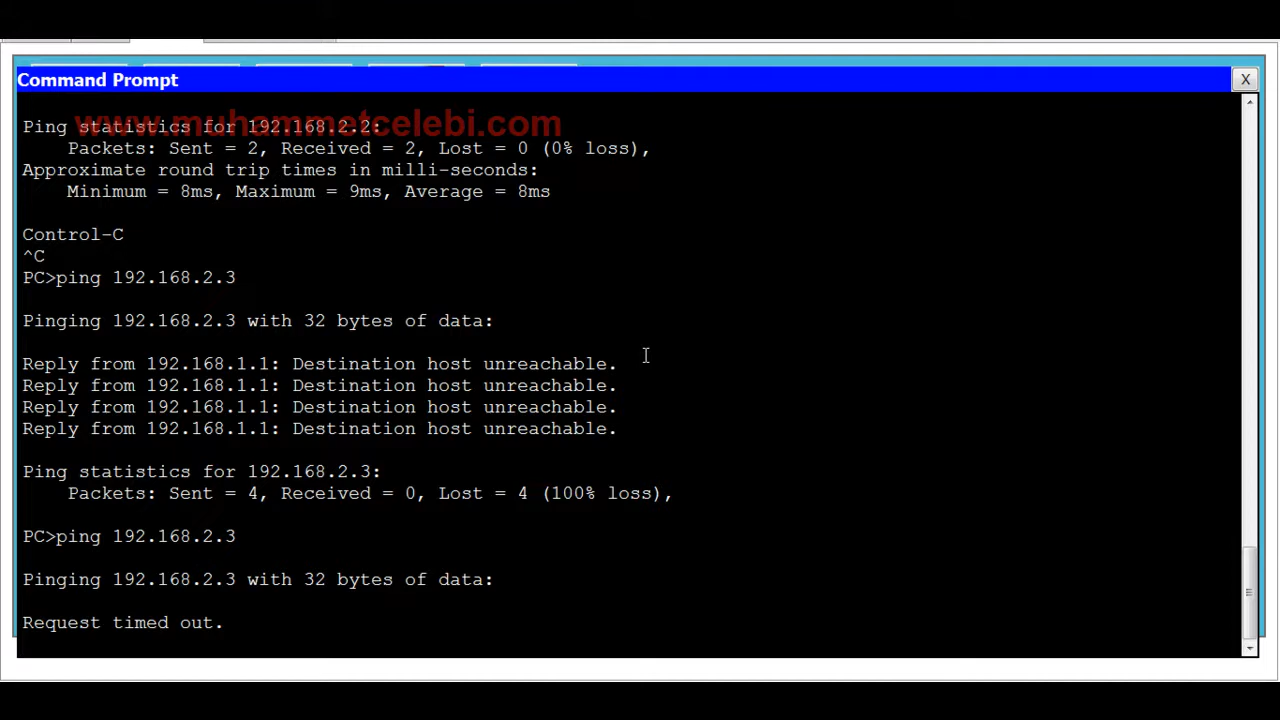 Command Prompt
X
www.muhammetcelebi.com
Ping statistics for 192.168.2.2:
Packets: Sent = 2, Received = 2, Lost = 0 (0% loss),
Approximate round trip times in milli-seconds:
Minimum = 8ms, Maximum = 9ms, Average = 8ms
Control-C
^C
PC>ping 192.168.2.3
Pinging 192.168.2.3 with 32 bytes of data:
Reply from 192.168.1.1: Destination host unreachable.
Reply from 192.168.1.1: Destination host unreachable.
Reply from 192.168.1.1: Destination host unreachable.
Reply from 192.168.1.1: Destination host unreachable.
Ping statistics for 192.168.2.3:
Packets: Sent = 4, Received = 0, Lost = 4 (100% loss),
PC>ping 192.168.2.3
Pinging 192.168.2.3 with 32 bytes of data:
Request timed out.